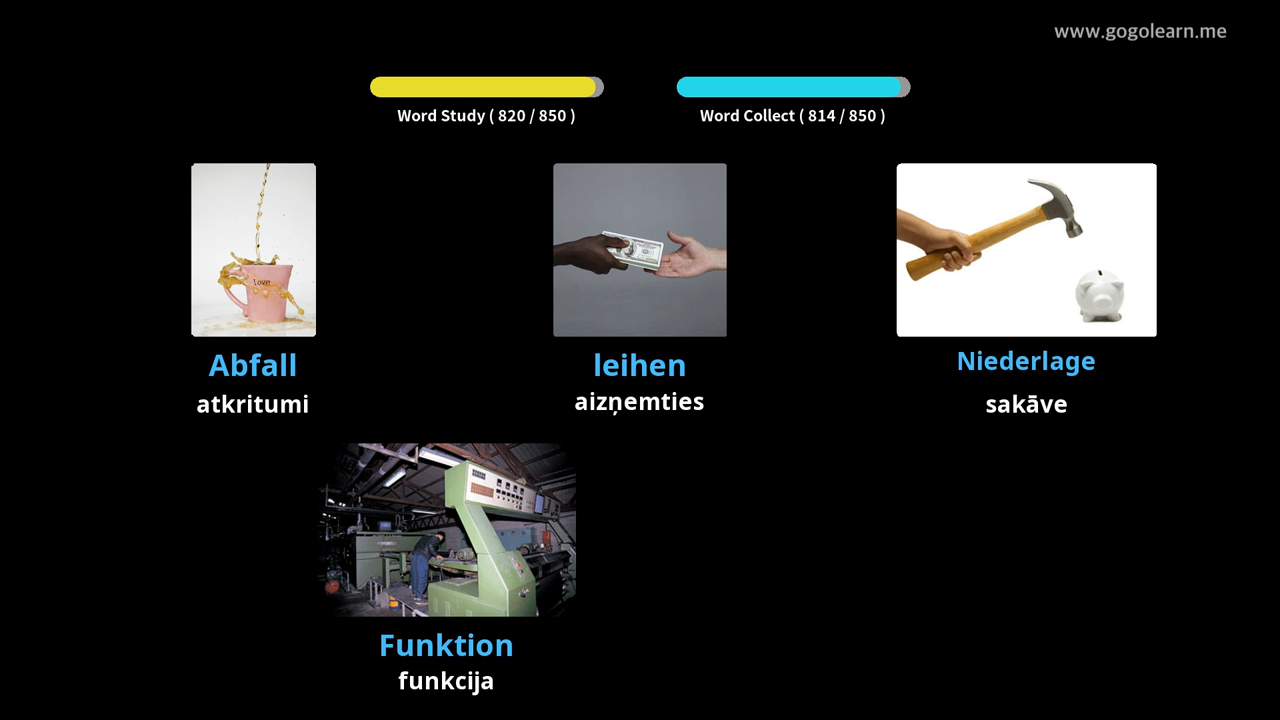 www.gogolearn.me
Word Study ( 820 / 850 )
Word Collect ( 814 / 850 )
love
Abfall
atkritumi
leihen
aizņemties
Niederlage
sakāve
Funktion
funkcija